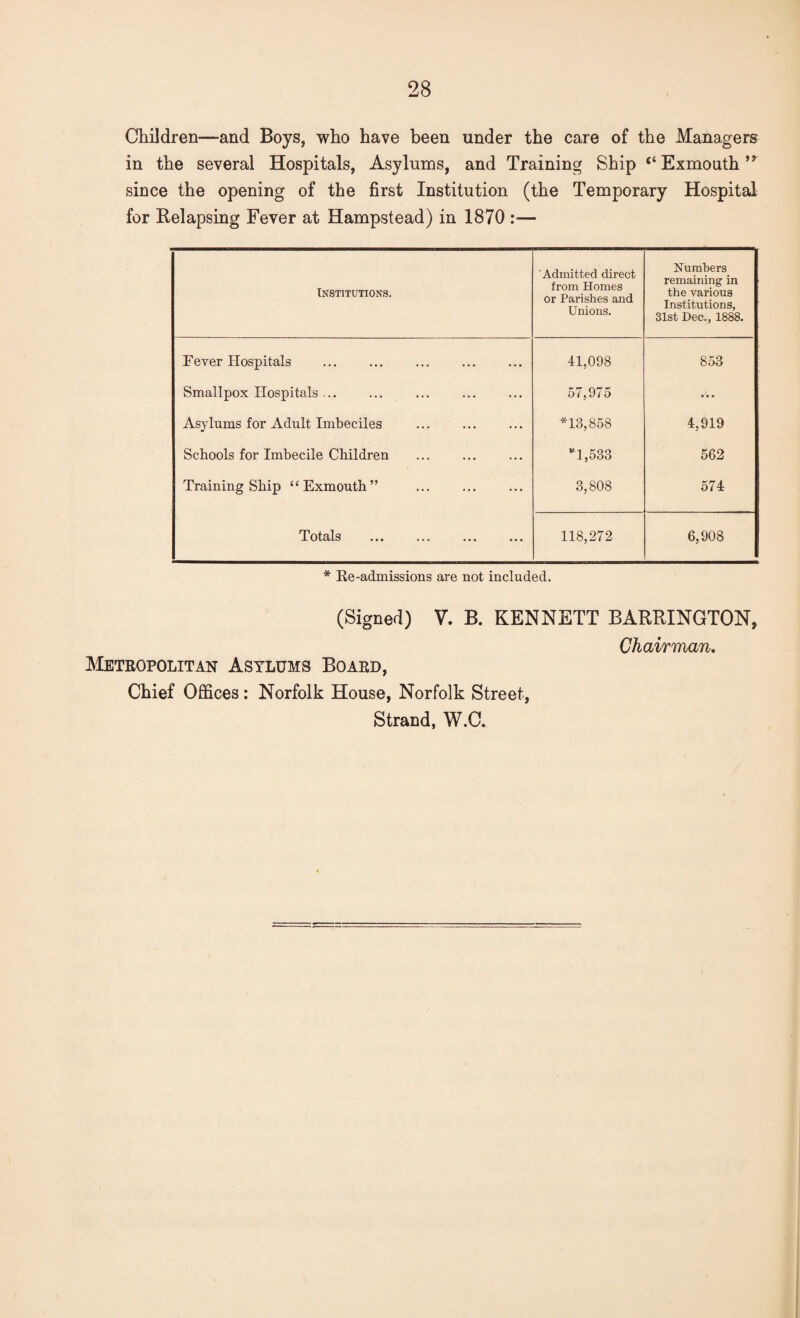 28
Children—and Boys, who have been under the care of the Managers
in the several Hospitals, Asylums, and Training Ship “Exmouth”
since the opening of the first Institution (the Temporary Hospital
for Relapsing Fever at Hampstead) in 1870 :—
Institutions. Admitted direct from Homes or Parishes and Unions. Numbers remaining in the various Institutions, 31st Dec., 1888.
Fever Hospitals ... ... ... ... ... 41,098 853
Smallpox Hospitals ... ... ... ... ... 57,975 ...
Asylums for Adult Imbeciles ... ... ... *13,858 4,919
Schools for Imbecile Children ... ... ... *1,533 562
Training Ship “Exmouth” ... ... ... 3,808 574
Totals ... ... ... ... 118,272 6,908
* Re-admissions are not included.
(Signed) V. B. KENNETT BARRINGTON,
Chairman.
Metropolitan Asylums Board,
Chief Offices: Norfolk House, Norfolk Street,
Strand, W.C.